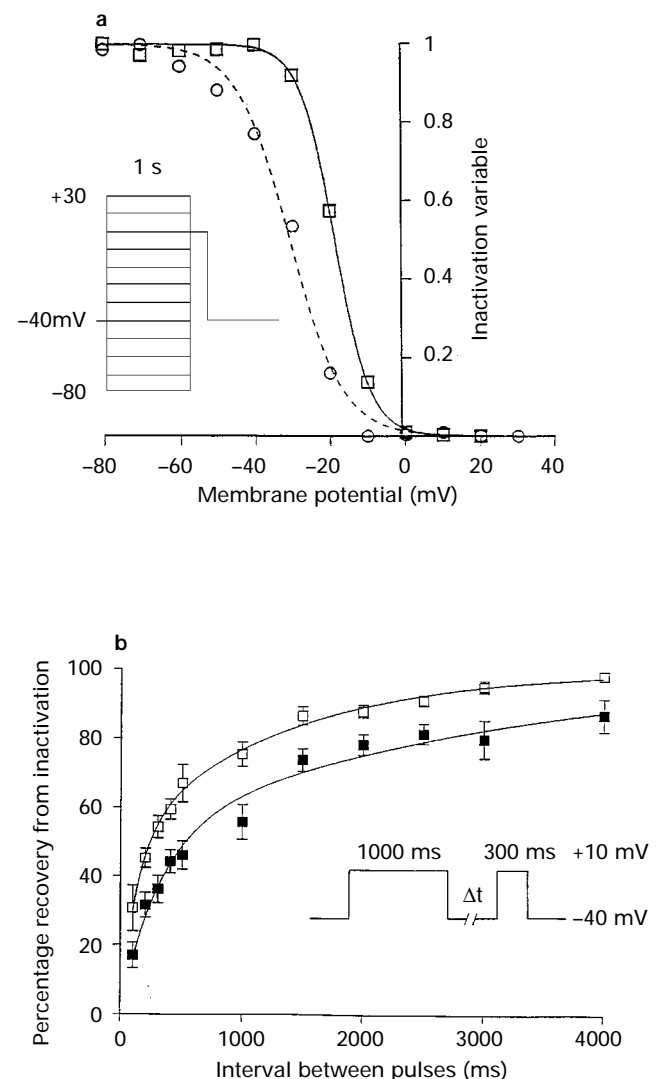 a
1 s
+30
−40mV
−80
1
0.8
0.6
0.4
0.2
Inactivation variable
−80 −60 −40 −20 0 20 40
Membrane potential (mV)
b
100
80
60
40
20
0
Percentage recovery from inactivation
1000 ms 300 ms +10 mV
Δt
−40 mV
0 1000 2000 3000 4000
Interval between pulses (ms)